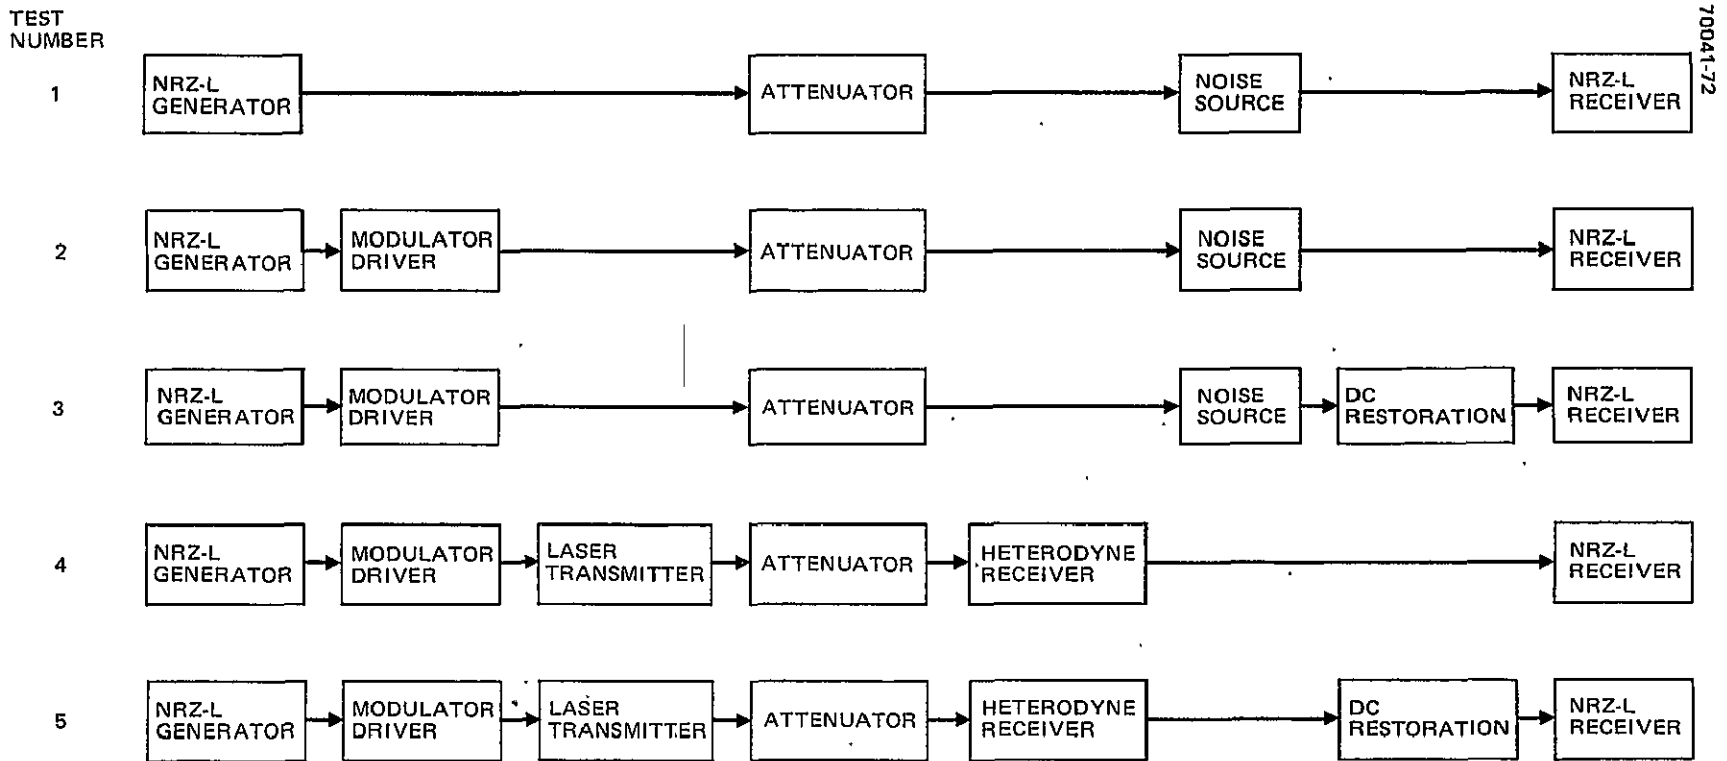 TEST
NUMBER
70041-72
1
NRZ-L
GENERATOR
ATTENUATOR
NOISE
SOURCE
NRZ-L
RECEIVER
2
NRZ-L
GENERATOR
MODULATOR
DRIVER
ATTENUATOR
NOISE
SOURCE
NRZ-L
RECEIVER
3
NRZ-L
GENERATOR
MODULATOR
DRIVER
ATTENUATOR
NOISE
SOURCE
DC
RESTORATION
NRZ-L
RECEIVER
4
NRZ-L
GENERATOR
MODULATOR
DRIVER
LASER
TRANSMITTER
ATTENUATOR
HETERODYNE
RECEIVER
NRZ-L
RECEIVER
5
NRZ-L
GENERATOR
MODULATOR
DRIVER
LASER
TRANSMITTER
ATTENUATOR
HETERODYNE
RECEIVER
DC
RESTORATION
NRZ-L
RECEIVER